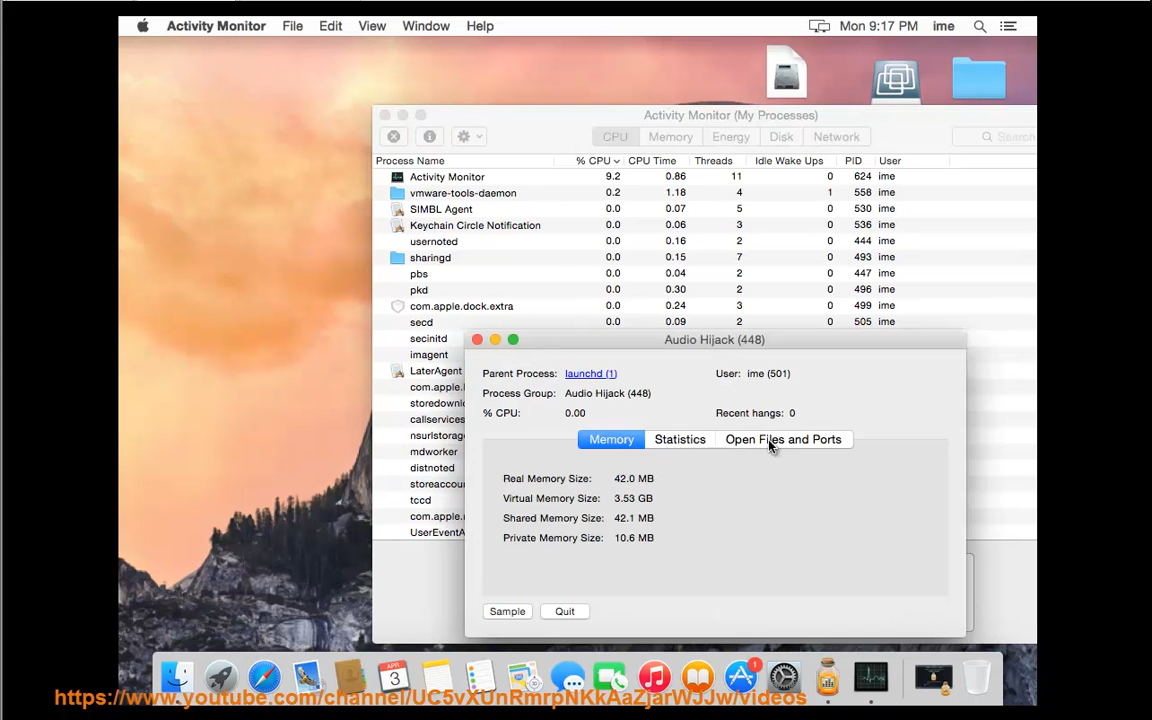 Activity Monitor File Edit View Window Help Mon 9:17 PM ime
Activity Monitor (My Processes)
CPU Memory Energy Disk Network Search
Process Name % CPU CPU Time Threads Idle Wake Ups PID User
Activity Monitor 9.2 0.86 11 0 624 ime
vmware-tools-daemon 0.2 1.18 4 1 558 ime
SIMBL Agent 0.0 0.07 5 0 530 ime
Keychain Circle Notification 0.0 0.06 3 0 536 ime
usernoted 0.0 0.16 2 0 444 ime
sharingd 0.0 0.15 7 0 493 ime
pbs 0.0 0.04 2 0 447 ime
pkd 0.0 0.30 2 0 496 ime
com.apple.dock.extra 0.0 0.24 3 0 499 ime
secd 0.0 0.09 2 0 505 ime
secinitd
imagent
LaterAgent
com.apple.
storedownl
callservices
nsurlstorage
mdworker
distnoted
storeaccou
tccd
com.apple.
UserEventA
Audio Hijack (448)
Parent Process: launchd (1) User: ime (501)
Process Group: Audio Hijack (448)
% CPU: 0.00 Recent hangs: 0
Memory Statistics Open Files and Ports
Real Memory Size: 42.0 MB
Virtual Memory Size: 3.53 GB
Shared Memory Size: 42.1 MB
Private Memory Size: 10.6 MB
Sample Quit
APR
3
1
https://www.youtube.com/channel/UC5vXUnRmrpNKkAaZjarWJJw/videos